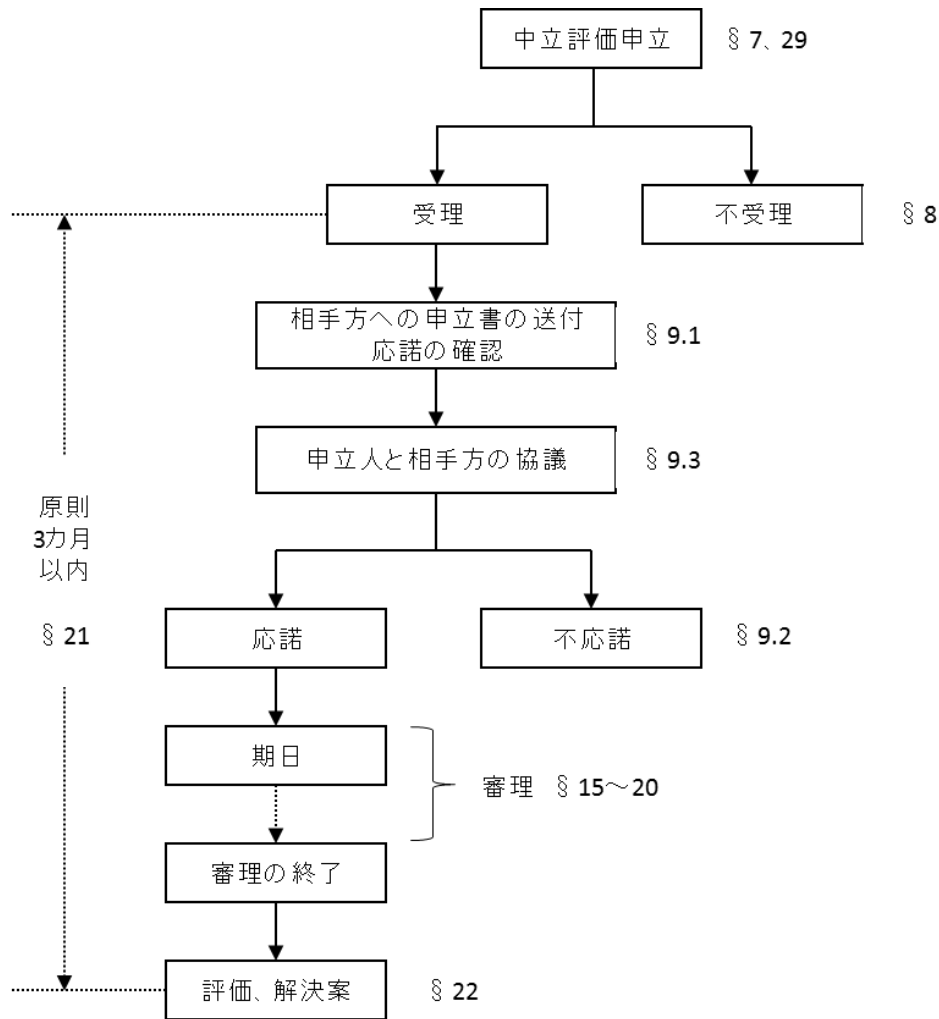 中立評価申立
§ 7、29
受理
不受理
§ 8
相手方への申立書の送付
応諾の確認
§ 9.1
申立人と相手方の協議
§ 9.3
原則
3カ月
以内
§ 21
応諾
不応諾
§ 9.2
期日
審理 § 15～20
審理の終了
評価、解決案
§ 22